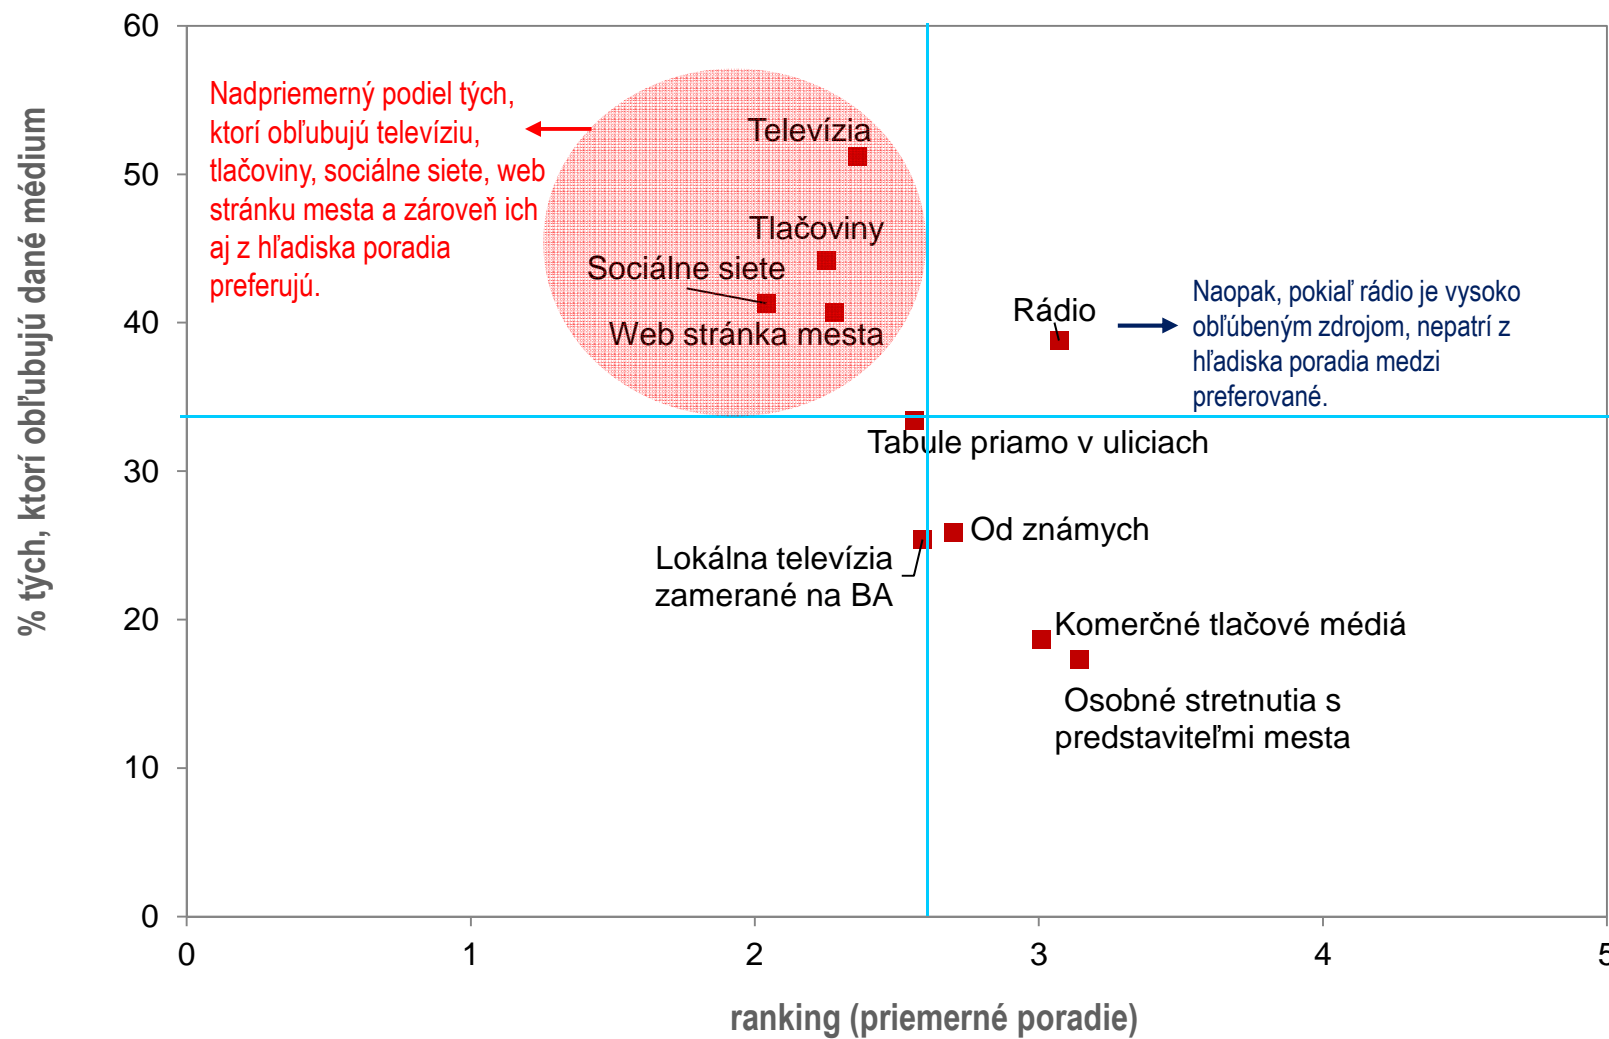 60
50
40
30
20
10
0
% tých, ktorí obľubujú dané médium
Nadpriemerný podiel tých,
ktorí obľubujú televíziu,
tlačoviny, sociálne siete, web
stránku mesta a zároveň ich
aj z hľadiska poradia
preferujú.
Televízia
Tlačoviny
Sociálne siete
Web stránka mesta
Rádio
Naopak, pokiaľ rádio je vysoko
obľúbeným zdrojom, nepatrí z
hľadiska poradia medzi
preferované.
Tabule priamo v uliciach
Od známych
Lokálna televízia
zamerané na BA
Komerčné tlačové médiá
Osobné stretnutia s
predstaviteľmi mesta
0
1
2
3
4
5
ranking (priemerné poradie)